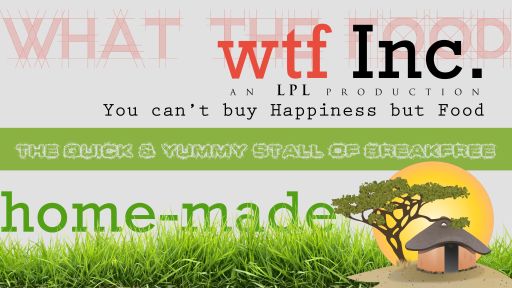 WHAT THE FOOD
wtf Inc.
AN LPL PRODUCTION
You can't buy Happiness but Food
THE QUICK & YUMMY STALL OF BREAKFREE
home-made